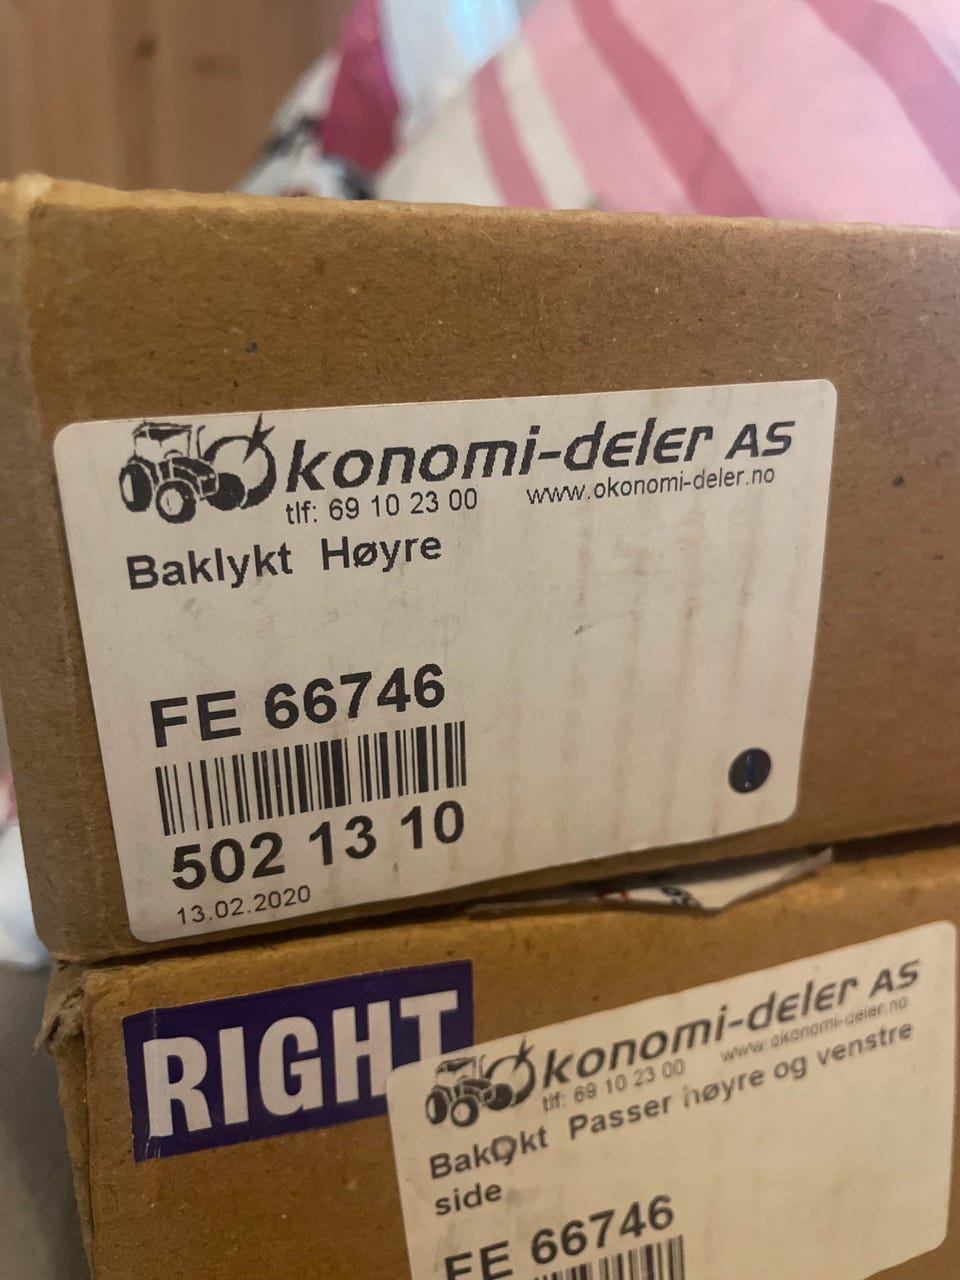 Økonomi-deler AS
tlf: 69 10 23 00 www.okonomi-deler.no
Baklykt Høyre
FE 66746
502 13 10
13.02.2020
RIGHT
Økonomi-deler AS
tlf: 69 10 23 00 www.okonomi-deler.no
Baklykt Passer høyre og venstre
side
FE 66746